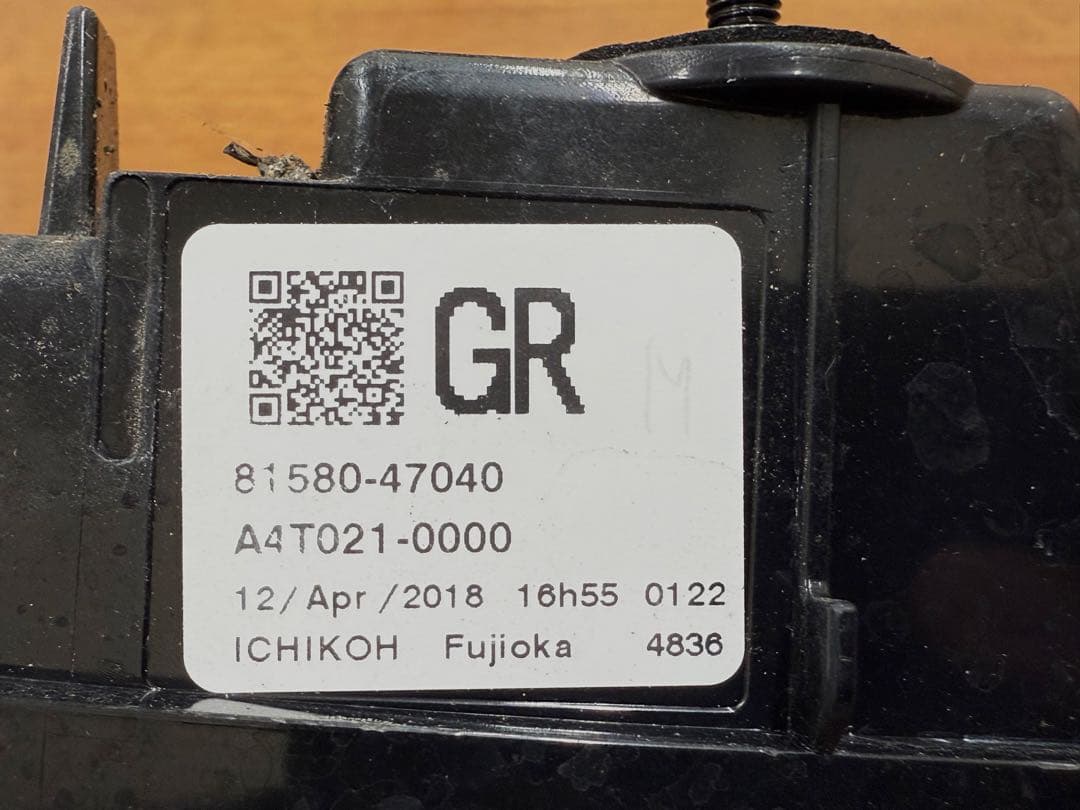 GR
81580-47040
A4T021-0000
12/Apr/2018 16h55 0122
ICHIKOH Fujioka 4836